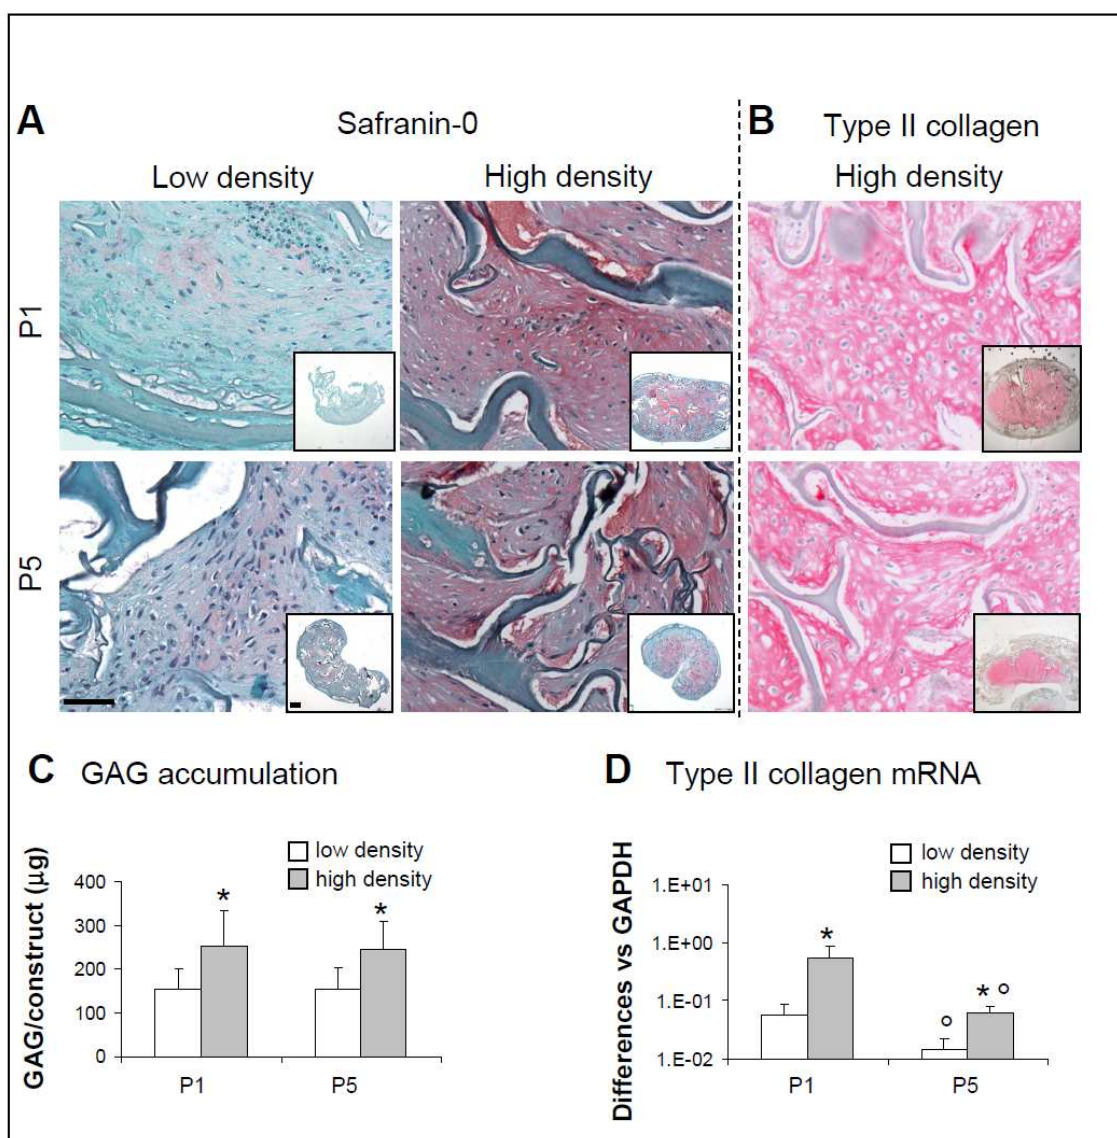 A
Safranin-0
B
Type II collagen
Low density
High density
High density
P1
P5
C GAG accumulation
low density
high density
GAG/construct (µg)
400
300
200
100
0
*
*
P1
P5
D Type II collagen mRNA
low density
high density
Differences vs GAPDH
1.E+01
1.E+00
1.E-01
1.E-02
*
°
* °
P1
P5